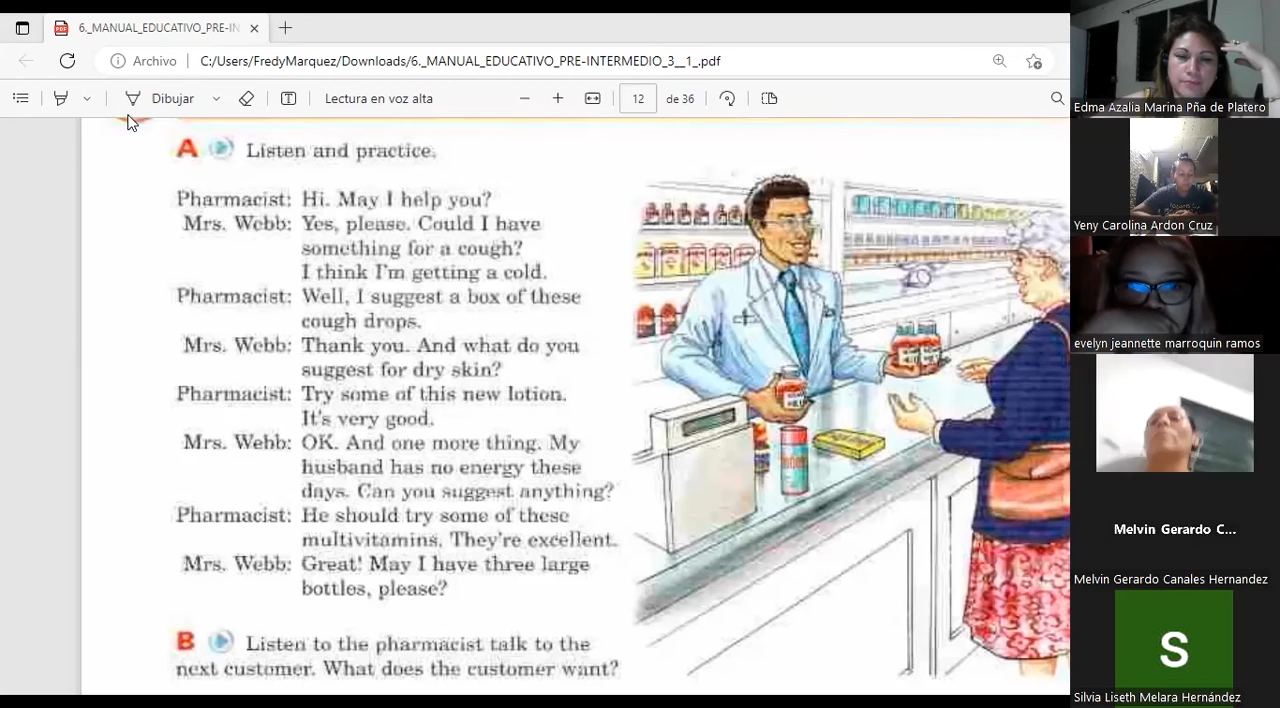 6._MANUAL_EDUCATIVO_PRE-IN
Archivo
C:/Users/FredyMarquez/Downloads/6._MANUAL_EDUCATIVO_PRE-INTERMEDIO_3__1_.pdf
Dibujar
Lectura en voz alta
12
de 36
A Listen and practice.
Pharmacist: Hi. May I help you?
Mrs. Webb: Yes, please. Could I have
something for a cough?
I think I'm getting a cold.
Pharmacist: Well, I suggest a box of these
cough drops.
Mrs. Webb: Thank you. And what do you
suggest for dry skin?
Pharmacist: Try some of this new lotion.
It's very good.
Mrs. Webb: OK. And one more thing. My
husband has no energy these
days. Can you suggest anything?
Pharmacist: He should try some of these
multivitamins. They're excellent.
Mrs. Webb: Great! May I have three large
bottles, please?
B Listen to the pharmacist talk to the
next customer. What does the customer want?
Edma Azalia Marina Pña de Platero
Yeny Carolina Ardon Cruz
evelyn jeannette marroquin ramos
Melvin Gerardo C...
Melvin Gerardo Canales Hernandez
S
Silvia Liseth Melara Hernández